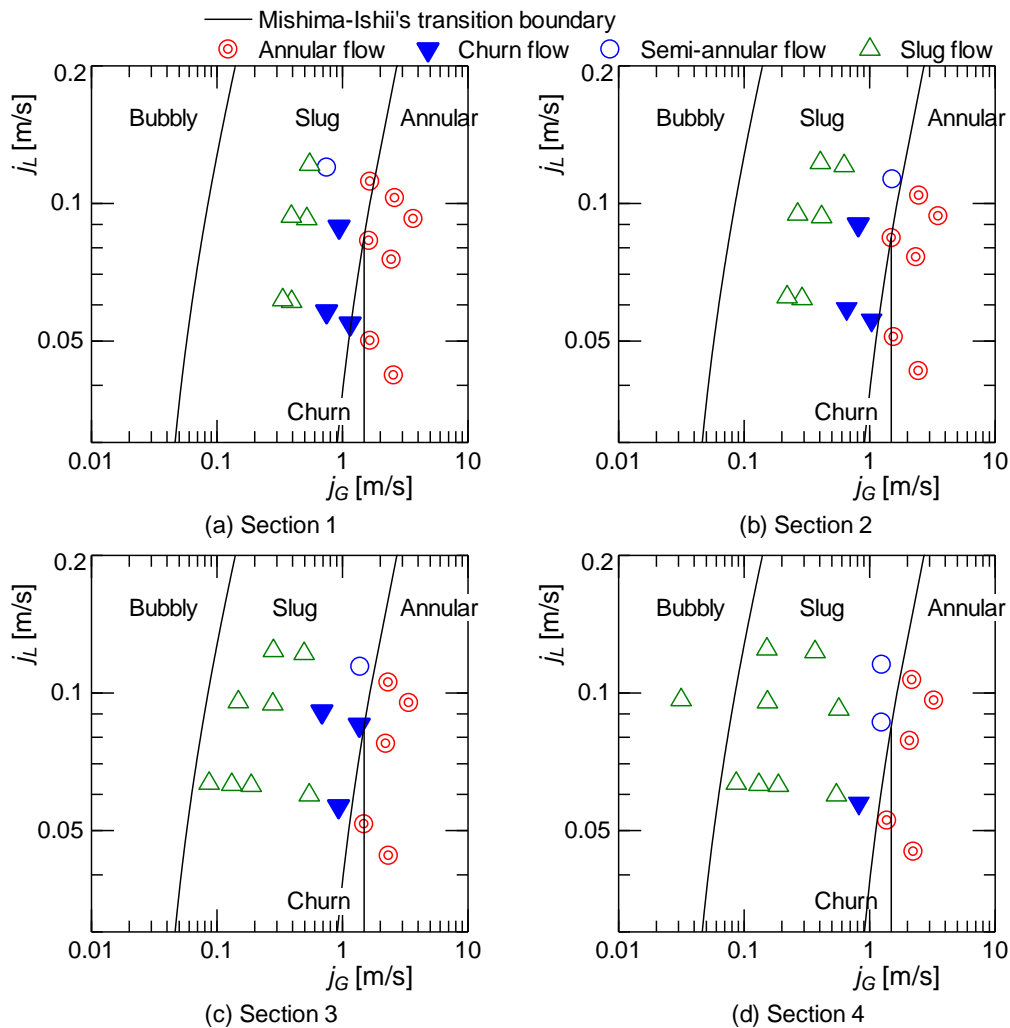 Mishima-Ishii's transition boundary
Annular flow Churn flow Semi-annular flow Slug flow
0.2
0.1
0.05
j_L [m/s]
Bubbly Slug Annular
Churn
0.01 0.1 1 10
j_G [m/s]
(a) Section 1
0.2
0.1
0.05
j_L [m/s]
Bubbly Slug Annular
Churn
0.01 0.1 1 10
j_G [m/s]
(b) Section 2
0.2
0.1
0.05
j_L [m/s]
Bubbly Slug Annular
Churn
0.01 0.1 1 10
j_G [m/s]
(c) Section 3
0.2
0.1
0.05
j_L [m/s]
Bubbly Slug Annular
Churn
0.01 0.1 1 10
j_G [m/s]
(d) Section 4